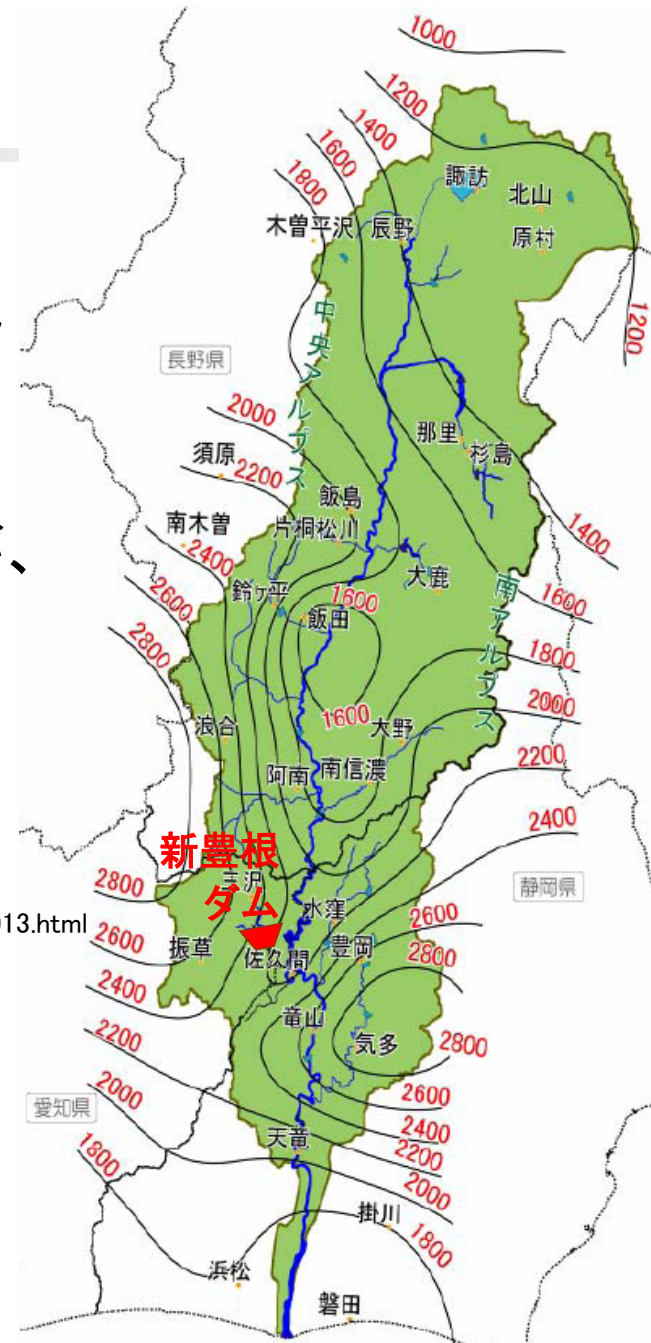 1000
1200
1400
1600
1800
諏訪
北山
木曽平沢
辰野
原村
1200
中央アルプス
長野県
2000
那里
杉島
須原
2200
飯島
南木曽
片桐松川
1400
2400
大鹿
鈴ヶ平
1600
1600
2600
飯田
南アルプス
2800
1800
1600
2000
浪合
大野
2200
阿南
南信濃
2400
新豊根
ダム
2800
静岡県
水窪
2600
013.html
2600
振草
佐久間
豊岡
2800
2400
竜山
気多
2200
2800
2000
2600
愛知県
2400
天竜
2200
1800
2000
掛川
1800
浜松
磐田